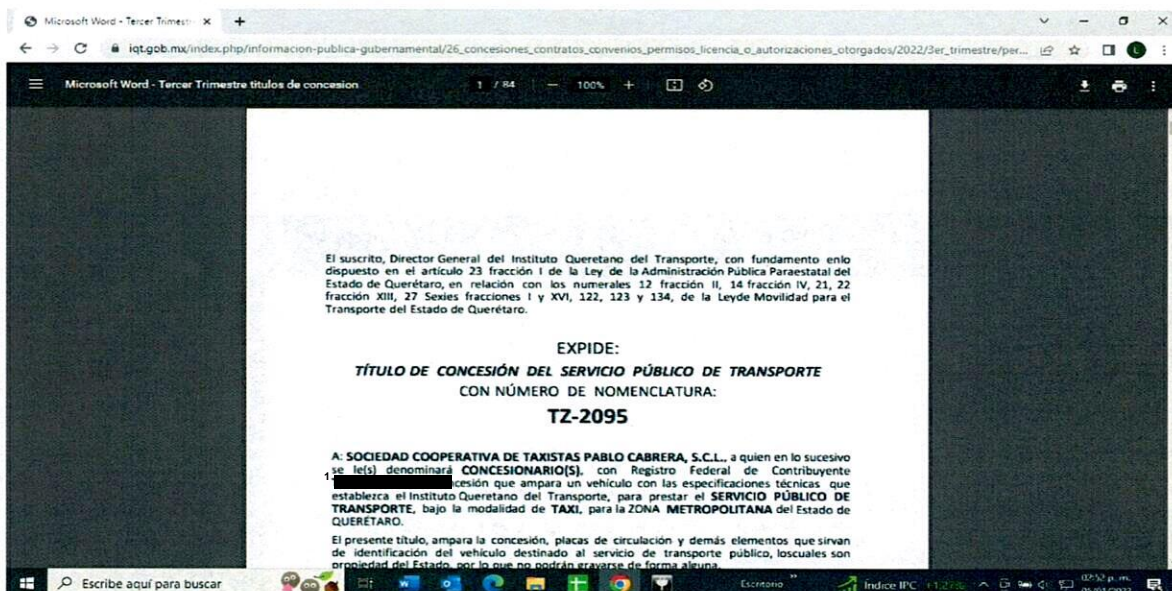 Microsoft Word - Tercer Trimestr
iqt.gob.mx/index.php/informacion-publica-gubernamental/26_concesiones_contratos_convenios_permisos_licencia_o_autorizaciones_otorgados/2022/3er_trimestre/per...
L
Microsoft Word - Tercer Trimestre titulos de concesion
1 / 84 — 100% +
El suscrito, Director General del Instituto Queretano del Transporte, con fundamento enlo
dispuesto en el artículo 23 fracción I de la Ley de la Administración Pública Paraestatal del
Estado de Querétaro, en relación con los numerales 12 fracción II, 14 fracción IV, 21, 22
fracción XIII, 27 Sexies fracciones I y XVI, 122, 123 y 134, de la Leyde Movilidad para el
Transporte del Estado de Querétaro.
EXPIDE:
TÍTULO DE CONCESIÓN DEL SERVICIO PÚBLICO DE TRANSPORTE
CON NÚMERO DE NOMENCLATURA:
TZ-2095
A: SOCIEDAD COOPERATIVA DE TAXISTAS PABLO CABRERA, S.C.L., a quien en lo sucesivo
se le(s) denominará CONCESIONARIO(S), con Registro Federal de Contribuyente
1. cesión que ampara un vehículo con las especificaciones técnicas que
establezca el Instituto Queretano del Transporte, para prestar el SERVICIO PÚBLICO DE
TRANSPORTE, bajo la modalidad de TAXI, para la ZONA METROPOLITANA del Estado de
QUERÉTARO.
El presente título, ampara la concesión, placas de circulación y demás elementos que sirvan
de identificación del vehículo destinado al servicio de transporte público, loscuales son
propiedad del Estado, por lo que no podrán gravarse de forma alguna.
Escribe aquí para buscar
Escritorio
Índice IPC
02:52 p. m.